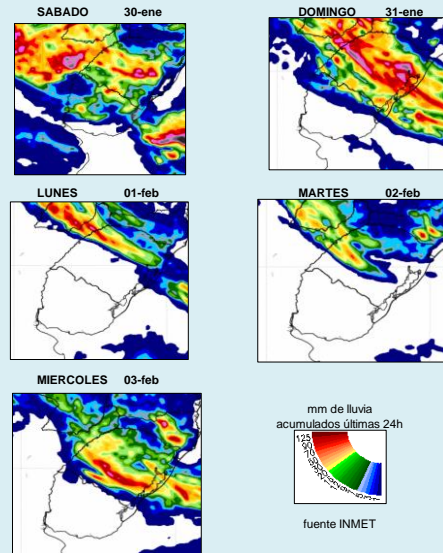 SABADO 30-ene
DOMINGO 31-ene
LUNES 01-feb
MARTES 02-feb
MIERCOLES 03-feb
mm de lluvia
acumulados últimas 24h
fuente INMET